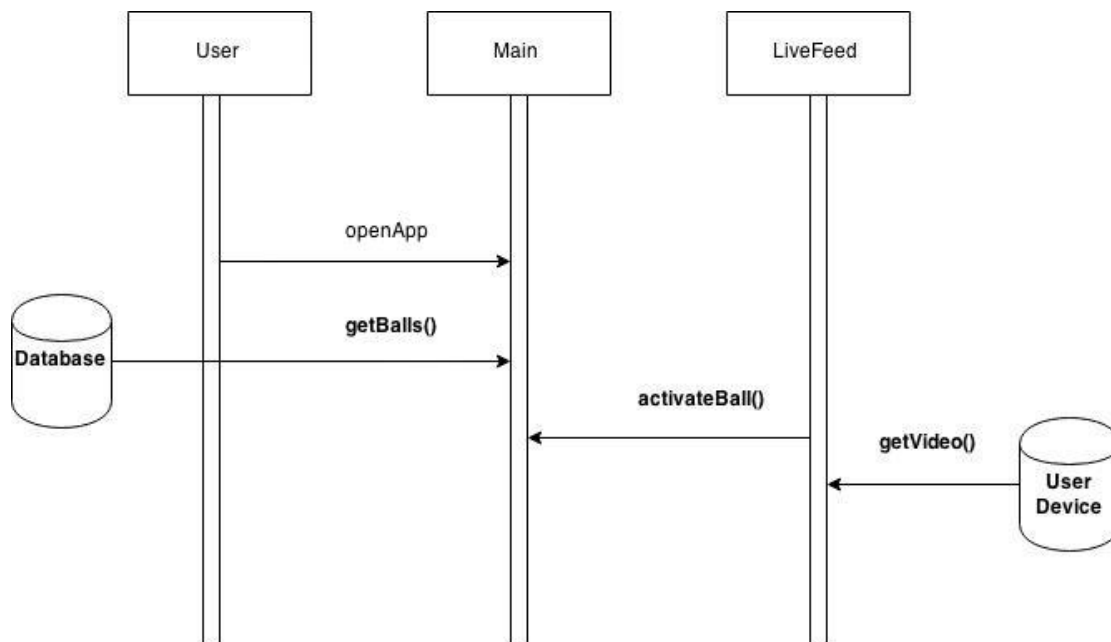 User
Main
LiveFeed
openApp
getBalls()
Database
activateBall()
getVideo()
User
Device